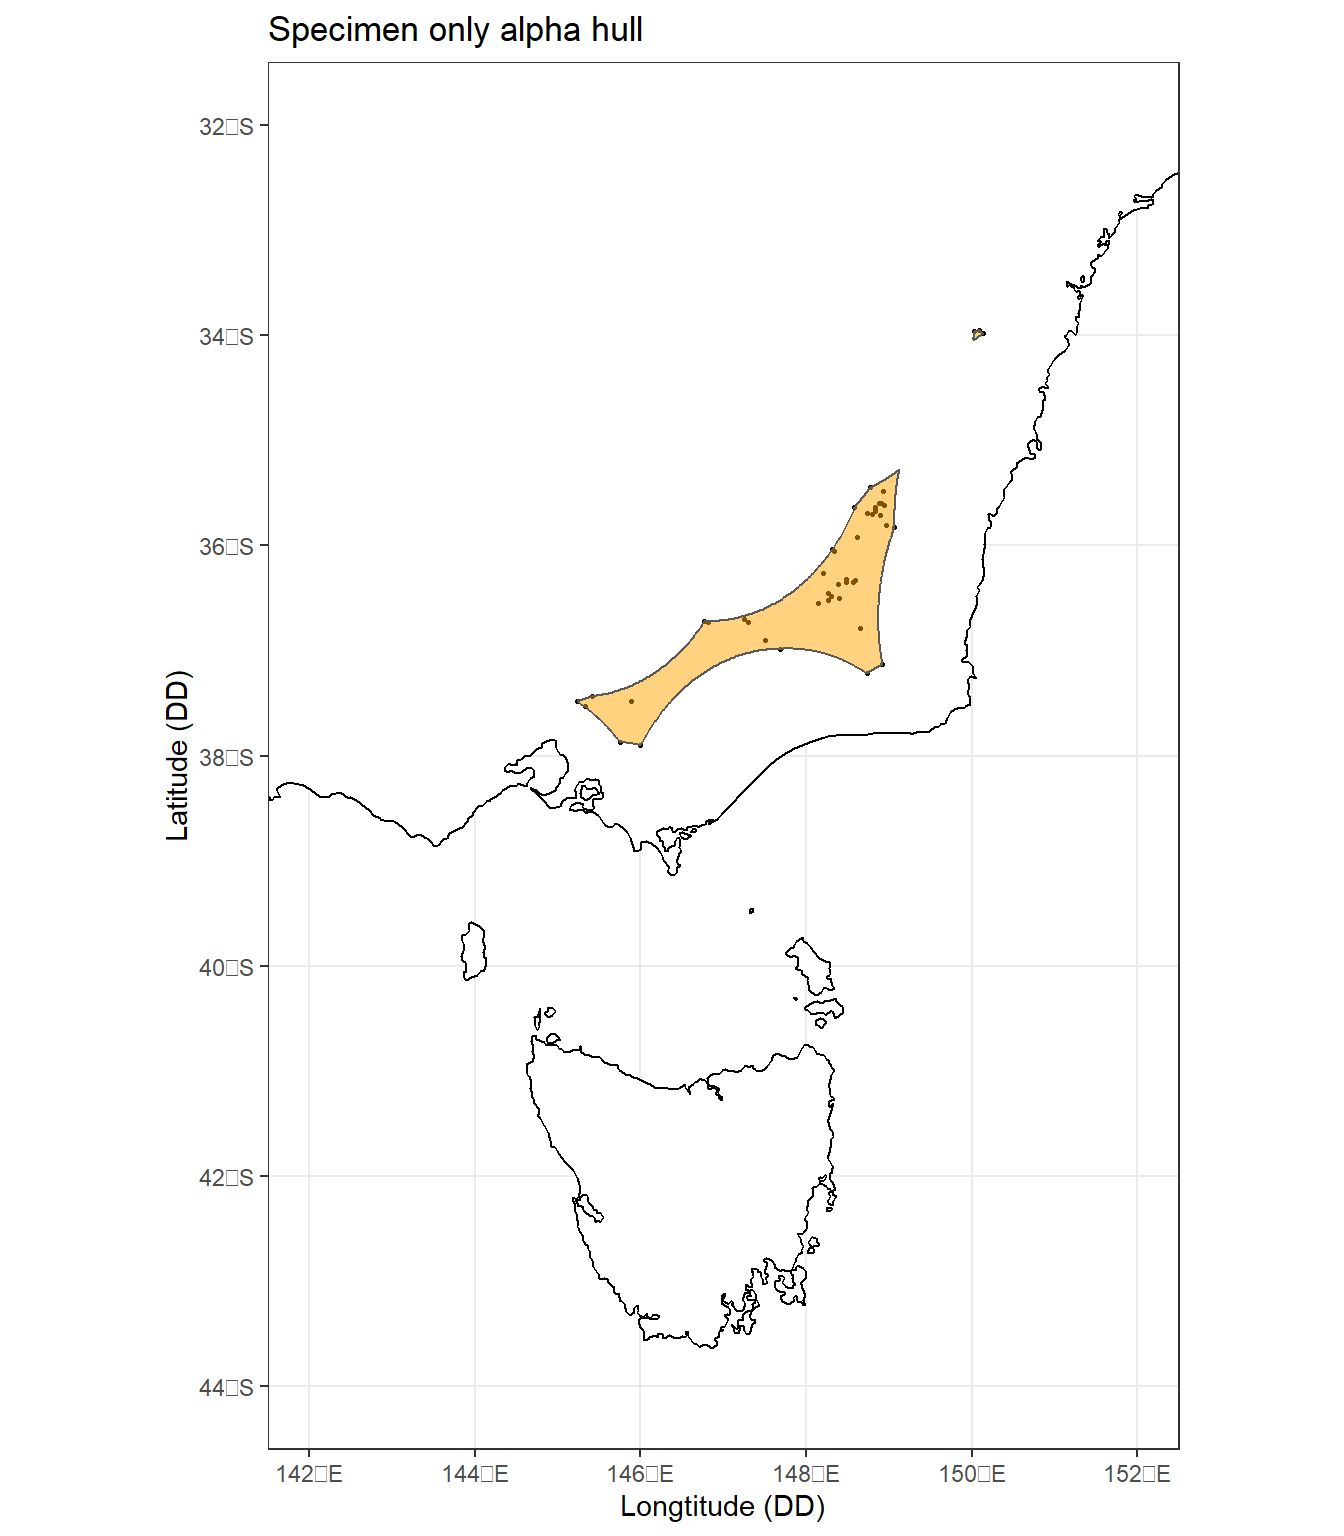 Specimen only alpha hull
32□S
34□S
36□S
38□S
40□S
42□S
44□S
Latitude (DD)
142□E 144□E 146□E 148□E 150□E 152□E
Longtitude (DD)